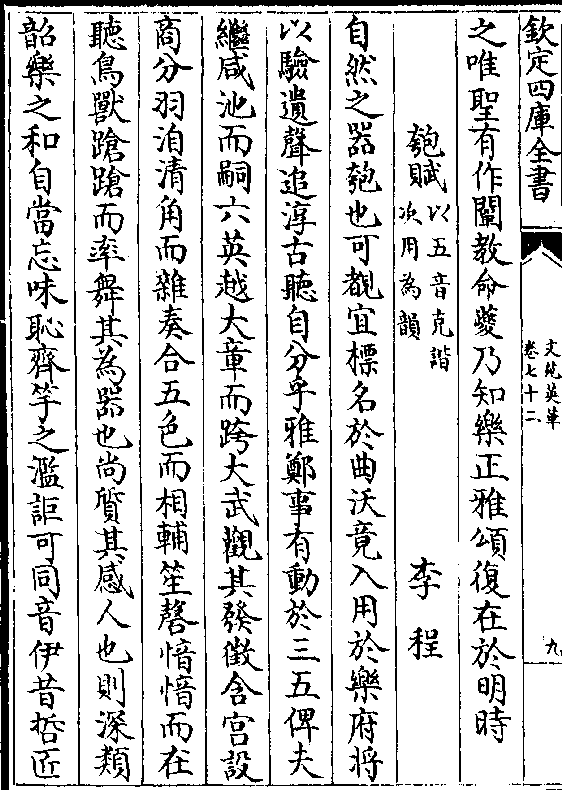 欽定四庫全書
文苑英華
卷七十二
九
之唯聖有作闡教命夔乃知樂正雅頌復在於明時
匏賦以五音克諧
次用為韻
李程
自然之器匏也可觀宜標名於曲沃竟入用於樂府將
以驗遺聲追淳古聽自分乎雅鄭事有動於三五俾夫
繼咸池而嗣六英越大章而跨大武觀其發徴含宫設
商分羽洎清角而雜奏合五色而相輔笙磬愔愔而在
聽鳥獸蹌蹌而率舞其為器也尚質其感人也則深類
韶樂之和自當忘味恥齊竽之濫詎可同音伊昔哲匠